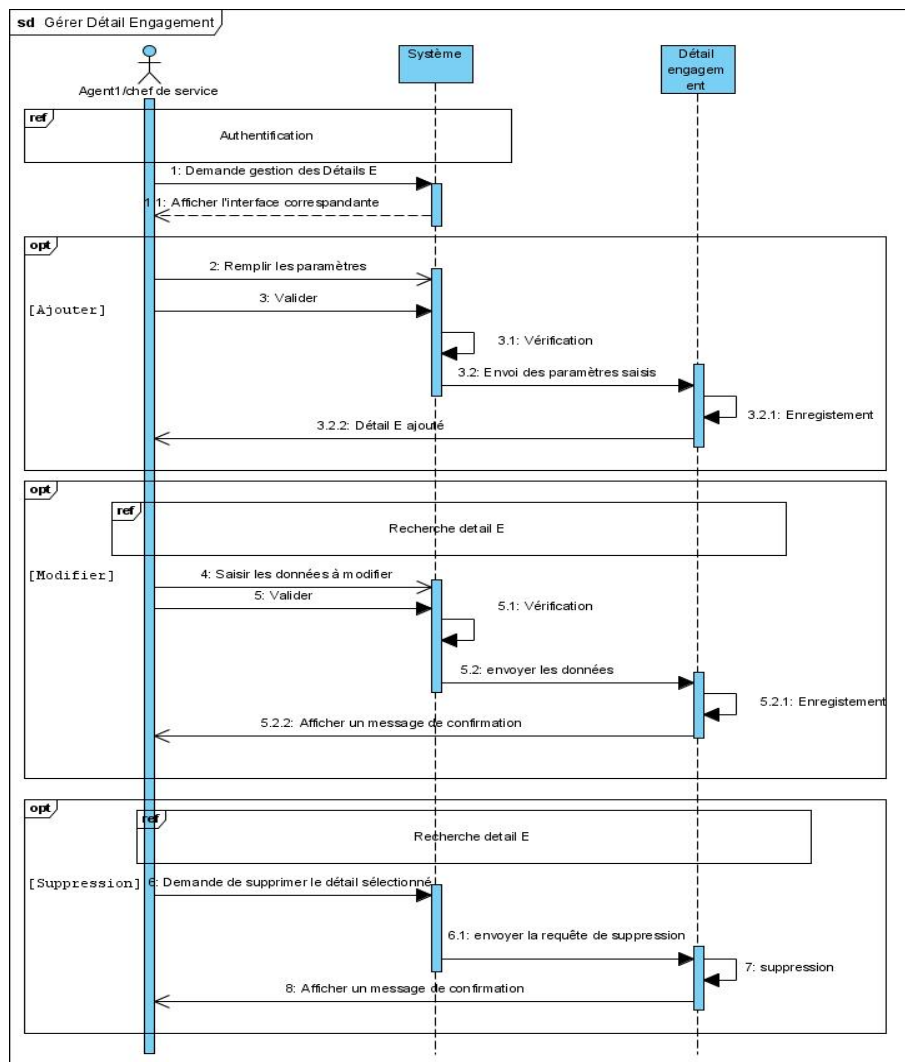 sd Gérer Détail Engagement
Agent1/chef de service
Système
Détail
engagem
ent
ref
Authentification
1: Demande gestion des Détails E
1.1: Afficher l'interface correspandante
opt
[Ajouter]
2: Remplir les paramètres
3: Valider
3.1: Vérification
3.2: Envoi des paramètres saisis
3.2.1: Enregistement
3.2.2: Détail E ajouté
opt
ref
Recherche detail E
[Modifier]
4: Saisir les données à modifier
5: Valider
5.1: Vérification
5.2: envoyer les données
5.2.1: Enregistement
5.2.2: Afficher un message de confirmation
opt
ref
Recherche detail E
[Suppression]
6: Demande de supprimer le détail sélectionné
6.1: envoyer la requête de suppression
7: suppression
8: Afficher un message de confirmation